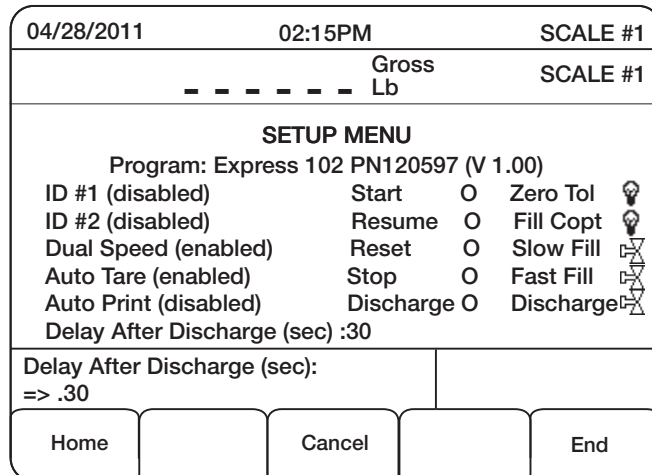 04/28/2011 02:15PM SCALE #1
Gross SCALE #1
_ _ _ _ _ _ Lb
SETUP MENU
Program: Express 102 PN120597 (V 1.00)
ID #1 (disabled) Start O Zero Tol
ID #2 (disabled) Resume O Fill Copt
Dual Speed (enabled) Reset O Slow Fill
Auto Tare (enabled) Stop O Fast Fill
Auto Print (disabled) Discharge O Discharge
Delay After Discharge (sec) :30
Delay After Discharge (sec):
=> .30
Home Cancel End